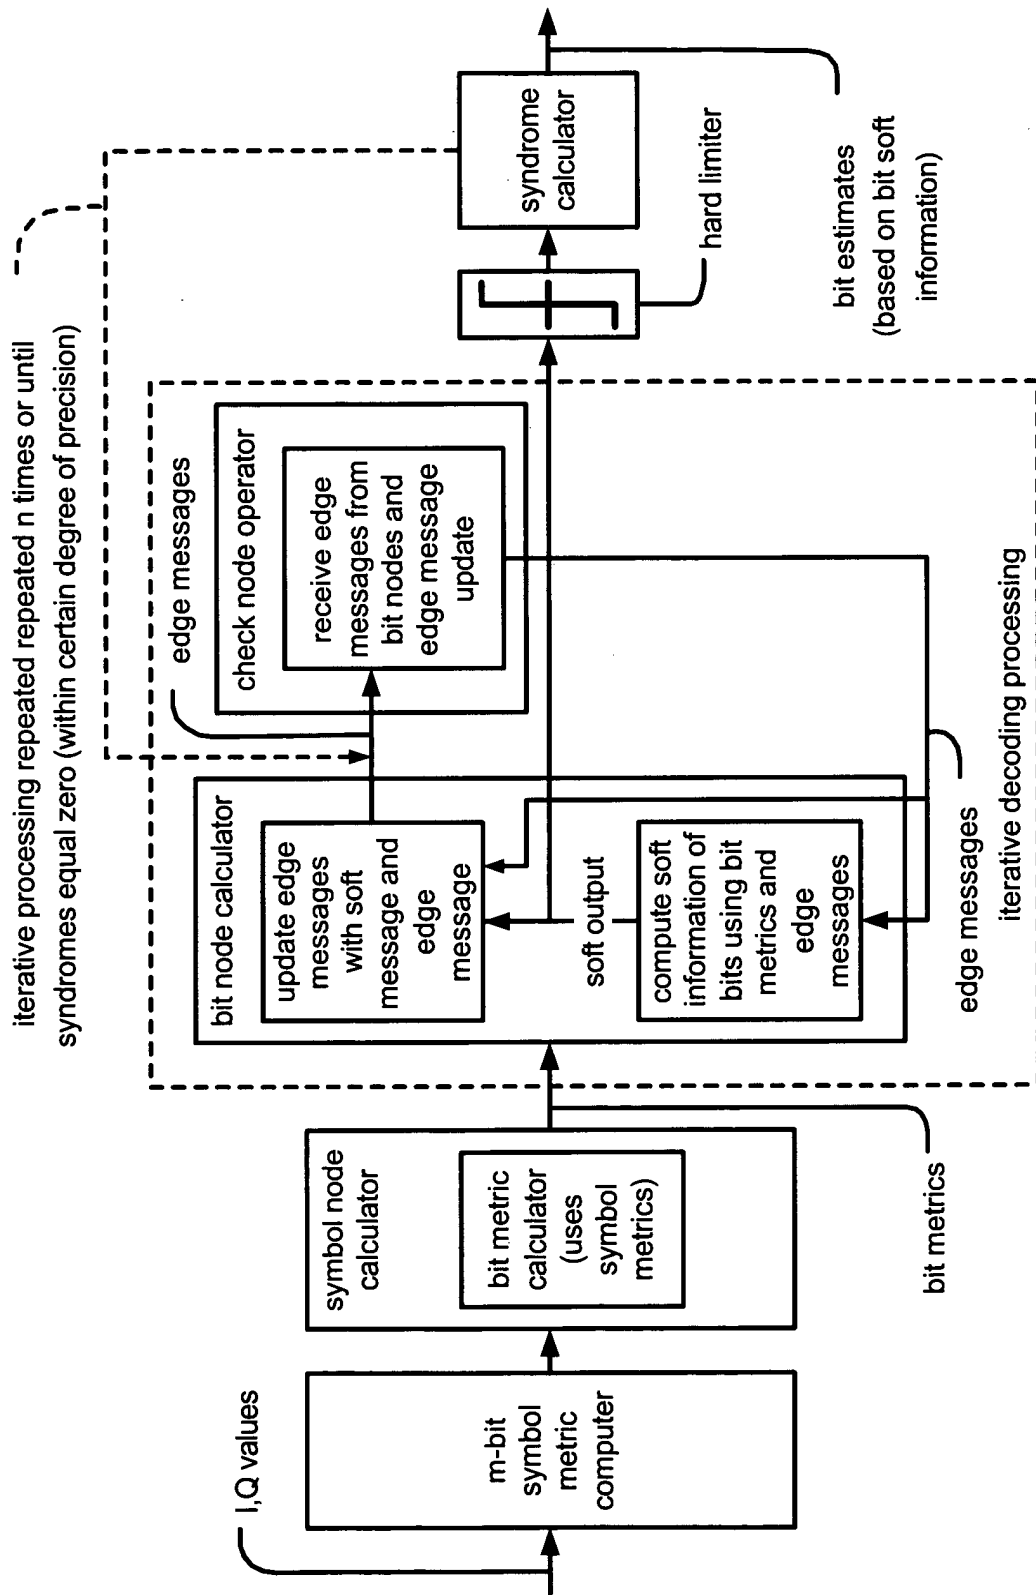 iterative processing repeated repeated n times or until
syndromes equal zero (within certain degree of precision)
I,Q values
m-bit
symbol
metric
computer
symbol node
calculator
bit metric
calculator
(uses
symbol
metrics)
bit metrics
bit node calculator
update edge
messages
with soft
message and
edge
message
soft output
compute soft
information of
bits using bit
metrics and
edge
messages
edge messages
check node operator
receive edge
messages from
bit nodes and
edge message
update
edge messages
iterative decoding processing
hard limiter
syndrome
calculator
bit estimates
(based on bit soft
information)